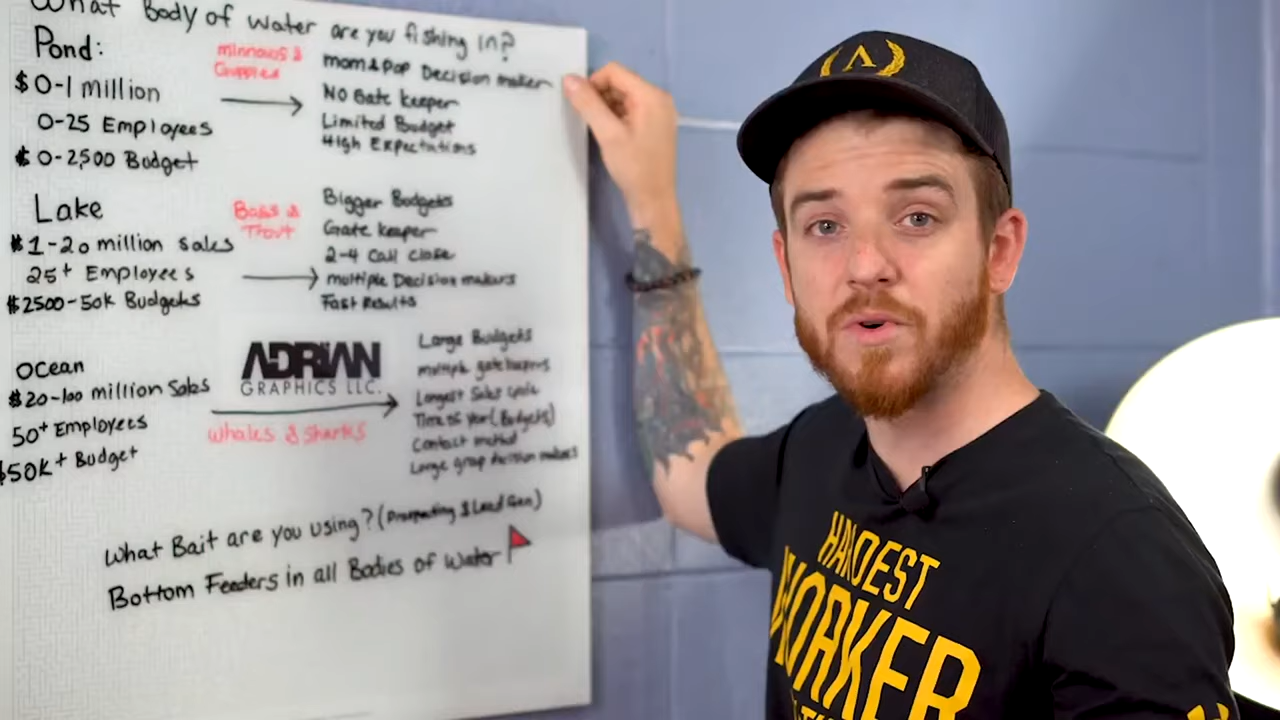 What Body of Water are you fishing in?
Pond:
$0-1 million
0-25 Employees
$0-2,500 Budget
minnows &
Guppies
mom & pop Decision maker
No Gate keeper
Limited Budget
High Expectations
Lake
$1-20 million Sales
25+ Employees
$2500-50k Budgets
Bass &
Trout
Bigger Budgets
Gate keeper
2-4 Call close
multiple Decision makers
Fast Results
Ocean
$20-100 million Sales
50+ Employees
$50K+ Budget
ADRIAN
GRAPHICS LLC.
Whales & Sharks
Large Budgets
multiple gate keepers
Longest Sales cycle
Time of Year (Budgets)
Contact method
Large group decision makers
What Bait are you using? (Prospecting & Lead Gen)
Bottom Feeders in all Bodies of Water
HARDEST
WORKER